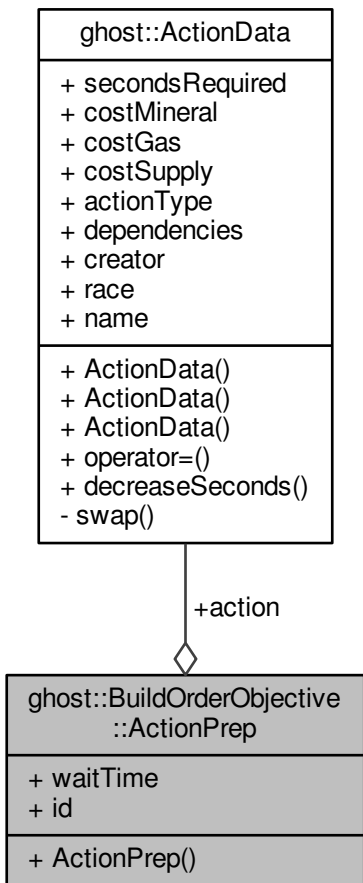 ghost::ActionData
+ secondsRequired
+ costMineral
+ costGas
+ costSupply
+ actionType
+ dependencies
+ creator
+ race
+ name
+ ActionData()
+ ActionData()
+ ActionData()
+ operator=()
+ decreaseSeconds()
- swap()
+action
ghost::BuildOrderObjective
::ActionPrep
+ waitTime
+ id
+ ActionPrep()